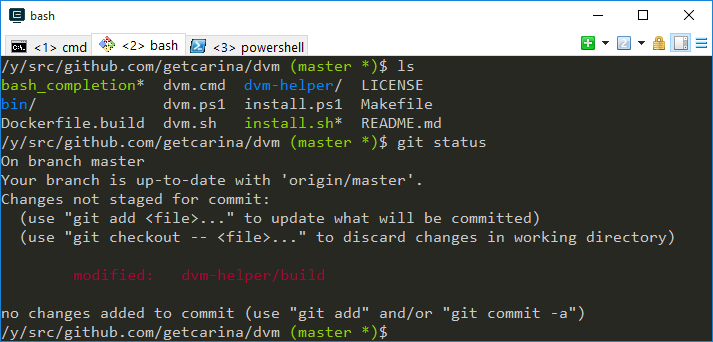 bash
<1> cmd <2> bash <3> powershell
/y/src/github.com/getcarina/dvm (master *)$ ls
bash_completion* dvm.cmd dvm-helper/ LICENSE
bin/ dvm.ps1 install.ps1 Makefile
Dockerfile.build dvm.sh install.sh* README.md
/y/src/github.com/getcarina/dvm (master *)$ git status
On branch master
Your branch is up-to-date with 'origin/master'.
Changes not staged for commit:
(use "git add <file>..." to update what will be committed)
(use "git checkout -- <file>..." to discard changes in working directory)
modified: dvm-helper/build
no changes added to commit (use "git add" and/or "git commit -a")
/y/src/github.com/getcarina/dvm (master *)$